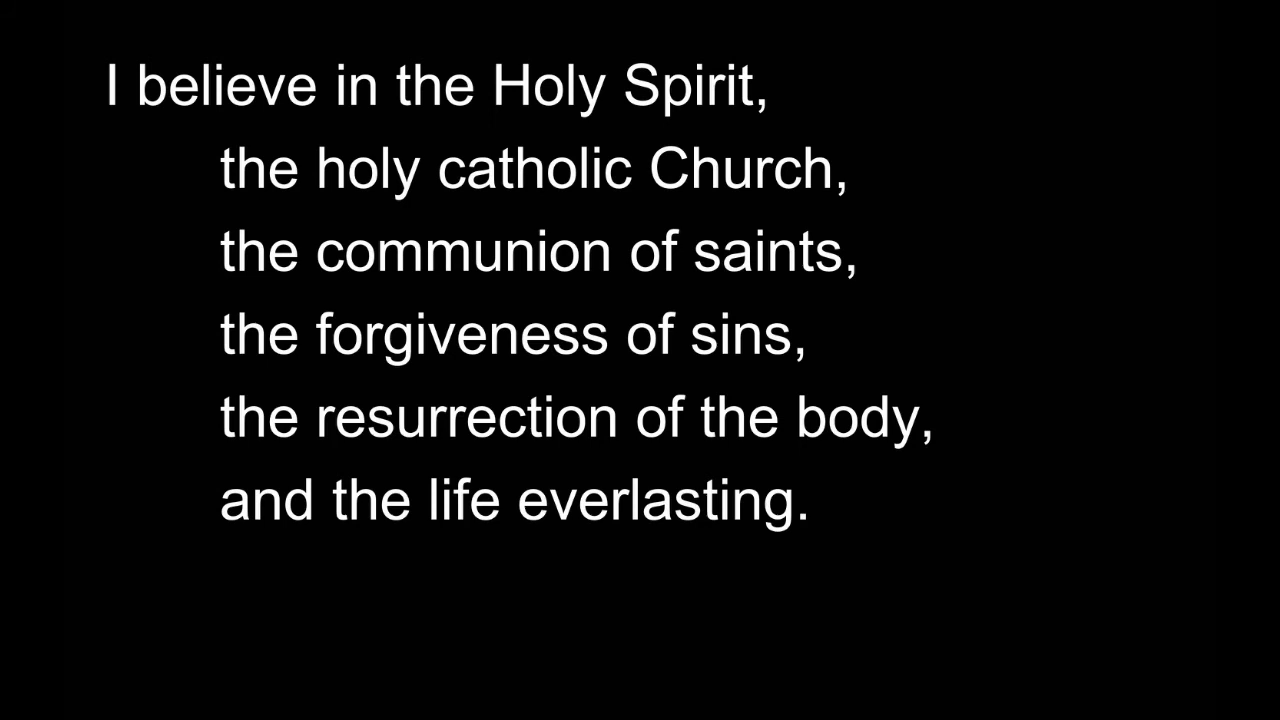 I believe in the Holy Spirit,
the holy catholic Church,
the communion of saints,
the forgiveness of sins,
the resurrection of the body,
and the life everlasting.